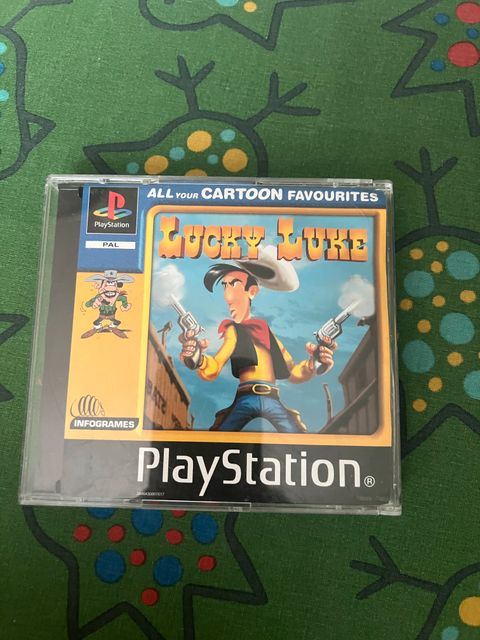 ALL YOUR CARTOON FAVOURITES
PlayStation
PAL
LUCKY LUKE
INFOGRAMES
PlayStation®